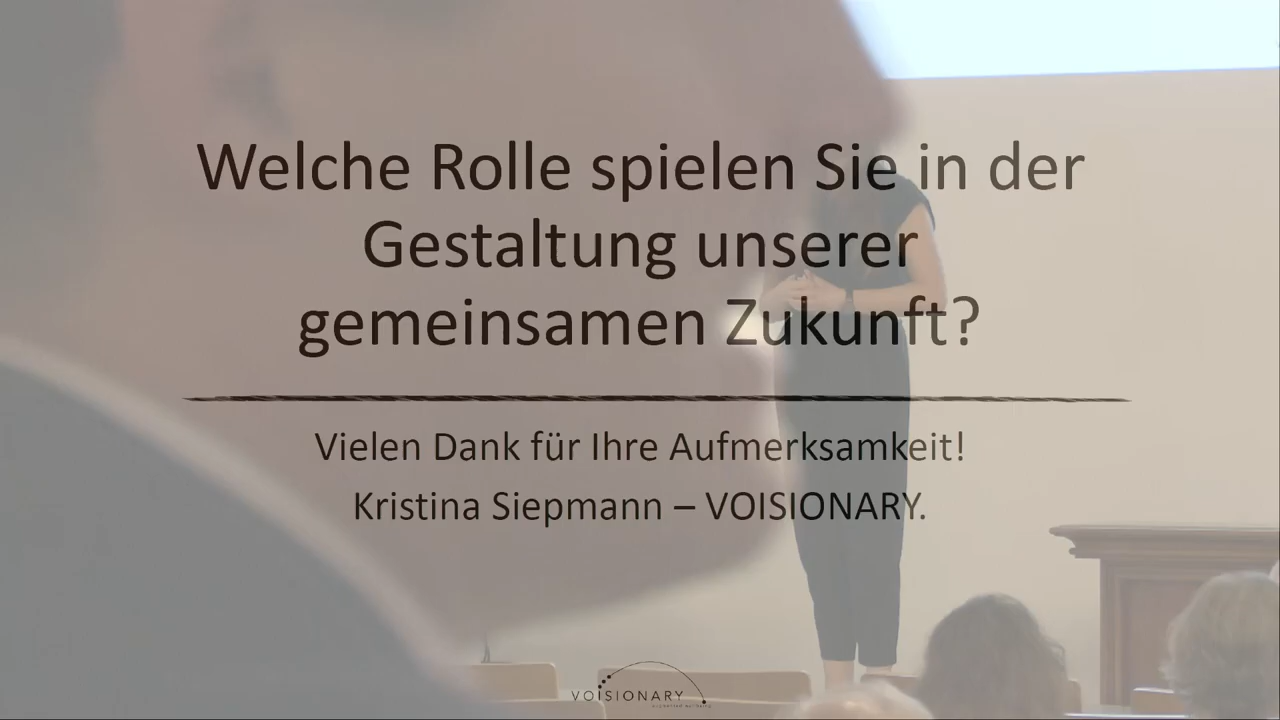 Welche Rolle spielen Sie in der
Gestaltung unserer
gemeinsamen Zukunft?
Vielen Dank für Ihre Aufmerksamkeit!
Kristina Siepmann – VOISIONARY.
VOISIONARY